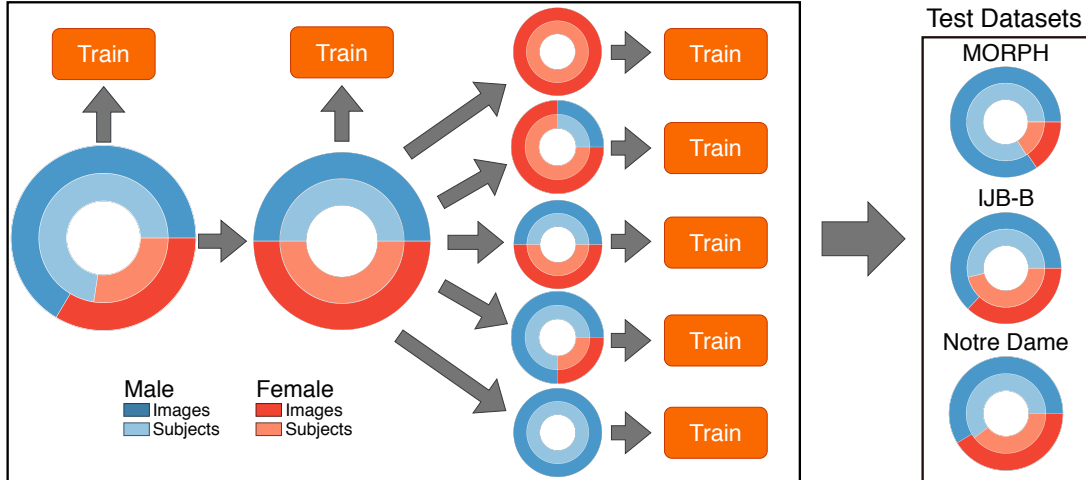 Train
Train
Train
Train
Train
Train
Train
Male
Images
Subjects
Female
Images
Subjects
Test Datasets
MORPH
IJB-B
Notre Dame